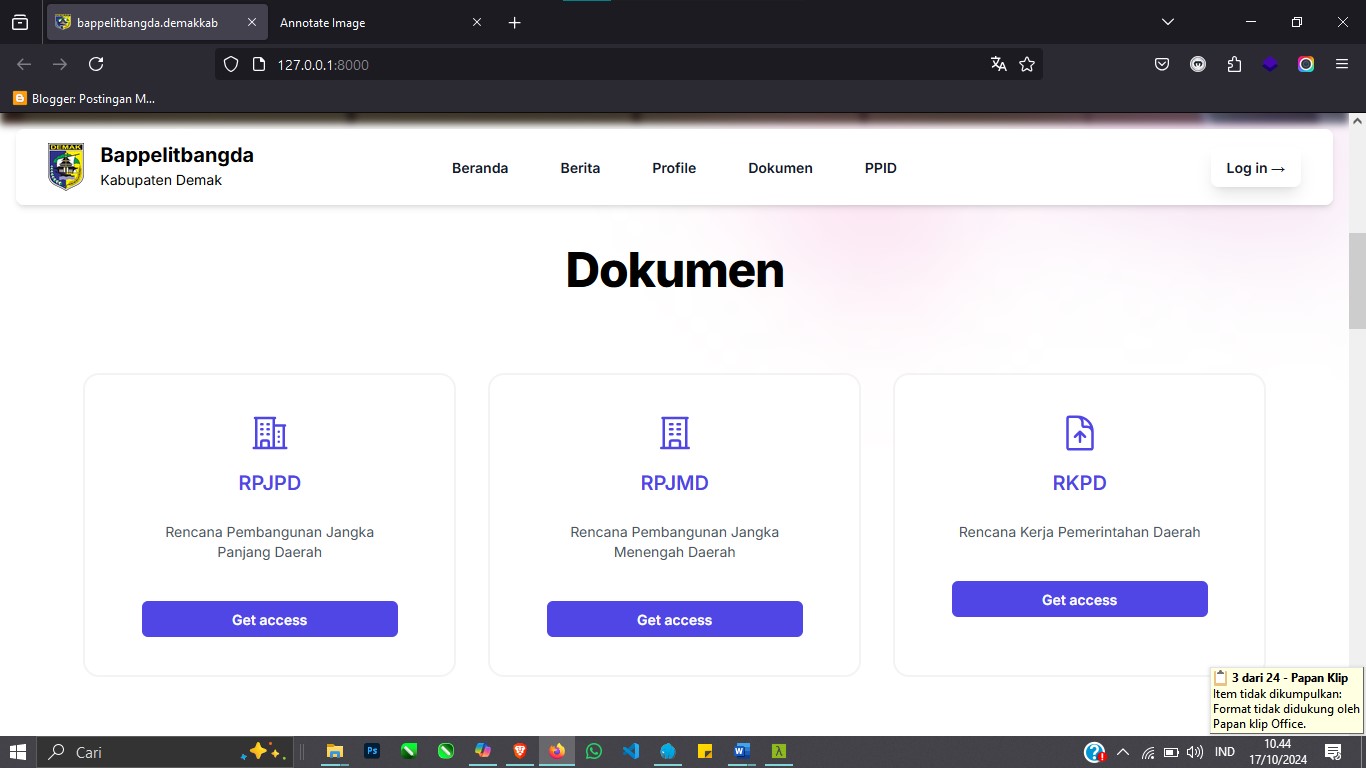 bappelitbangda.demakkab
Annotate Image
127.0.0.1:8000
Blogger: Postingan M...
DEMAK
Bappelitbangda
Kabupaten Demak
Beranda
Berita
Profile
Dokumen
PPID
Log in →
Dokumen
RPJPD
Rencana Pembangunan Jangka
Panjang Daerah
Get access
RPJMD
Rencana Pembangunan Jangka
Menengah Daerah
Get access
RKPD
Rencana Kerja Pemerintahan Daerah
Get access
3 dari 24 - Papan Klip
Item tidak dikumpulkan:
Format tidak didukung oleh
Papan klip Office.
Cari
Ps
W
λ
IND
10.44
17/10/2024